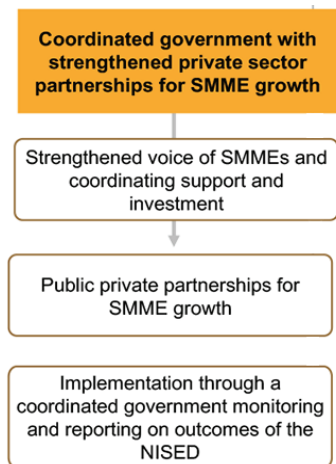 Coordinated government with
strengthened private sector
partnerships for SMME growth
Strengthened voice of SMMEs and
coordinating support and
investment
Public private partnerships for
SMME growth
Implementation through a
coordinated government monitoring
and reporting on outcomes of the
NISED